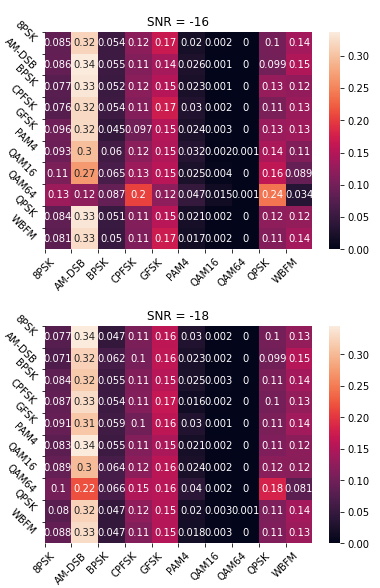 SNR = -16
8PSK 0.085 0.32 0.054 0.12 0.17 0.02 0.002 0 0.1 0.14
AM-DSB 0.086 0.34 0.055 0.11 0.14 0.026 0.001 0 0.099 0.15
BPSK 0.077 0.33 0.052 0.12 0.15 0.023 0.001 0 0.13 0.12
CPFSK 0.076 0.32 0.054 0.11 0.17 0.03 0.002 0 0.11 0.13
GFSK 0.096 0.32 0.045 0.097 0.15 0.024 0.003 0 0.13 0.13
PAM4 0.093 0.3 0.06 0.12 0.15 0.032 0.002 0.001 0.14 0.11
QAM16 0.11 0.27 0.065 0.13 0.15 0.025 0.004 0 0.16 0.089
QAM64 0.13 0.12 0.087 0.2 0.12 0.047 0.015 0.001 0.24 0.034
QPSK 0.084 0.33 0.051 0.11 0.15 0.021 0.002 0 0.12 0.12
WBFM 0.081 0.33 0.05 0.11 0.17 0.017 0.002 0 0.11 0.14
8PSK AM-DSB BPSK CPFSK GFSK PAM4 QAM16 QAM64 QPSK WBFM
0.30
0.25
0.20
0.15
0.10
0.05
0.00
SNR = -18
8PSK 0.077 0.34 0.047 0.11 0.16 0.03 0.002 0 0.1 0.13
AM-DSB 0.071 0.32 0.062 0.1 0.16 0.023 0.002 0 0.099 0.15
BPSK 0.084 0.32 0.055 0.11 0.15 0.025 0.003 0 0.11 0.14
CPFSK 0.087 0.33 0.054 0.11 0.17 0.016 0.002 0 0.1 0.13
GFSK 0.091 0.31 0.059 0.1 0.16 0.03 0.001 0 0.11 0.14
PAM4 0.083 0.34 0.055 0.11 0.15 0.021 0.002 0 0.11 0.12
QAM16 0.089 0.3 0.064 0.12 0.16 0.024 0.002 0 0.12 0.12
QAM64 0.1 0.22 0.066 0.15 0.16 0.04 0.002 0 0.18 0.081
QPSK 0.08 0.32 0.047 0.12 0.15 0.02 0.003 0.001 0.11 0.14
WBFM 0.088 0.33 0.05 0.11 0.15 0.018 0.003 0 0.11 0.13
8PSK AM-DSB BPSK CPFSK GFSK PAM4 QAM16 QAM64 QPSK WBFM
0.30
0.25
0.20
0.15
0.10
0.05
0.00